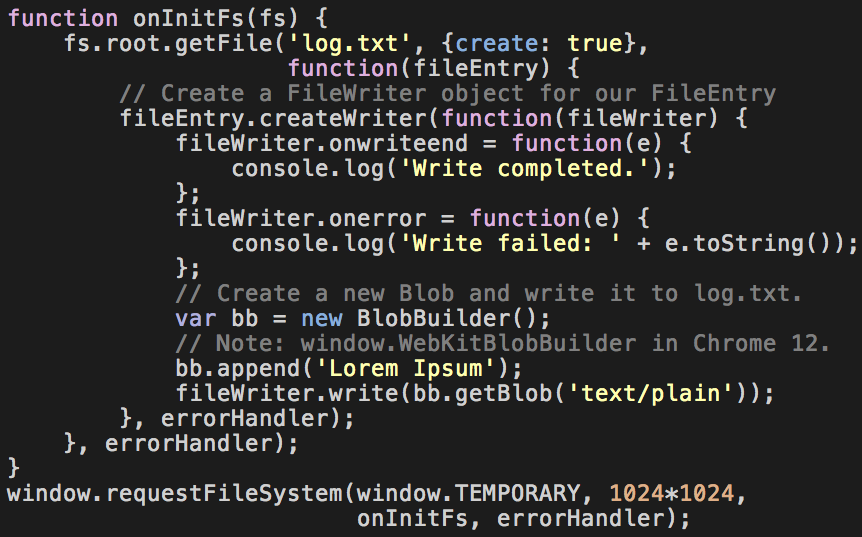 function onInitFs(fs) {
    fs.root.getFile('log.txt', {create: true},
                    function(fileEntry) {
        // Create a FileWriter object for our FileEntry
        fileEntry.createWriter(function(fileWriter) {
            fileWriter.onwriteend = function(e) {
                console.log('Write completed.');
            };
            fileWriter.onerror = function(e) {
                console.log('Write failed: ' + e.toString());
            };
            // Create a new Blob and write it to log.txt.
            var bb = new BlobBuilder();
            // Note: window.WebKitBlobBuilder in Chrome 12.
            bb.append('Lorem Ipsum');
            fileWriter.write(bb.getBlob('text/plain'));
        }, errorHandler);
    }, errorHandler);
}
window.requestFileSystem(window.TEMPORARY, 1024*1024,
                         onInitFs, errorHandler);